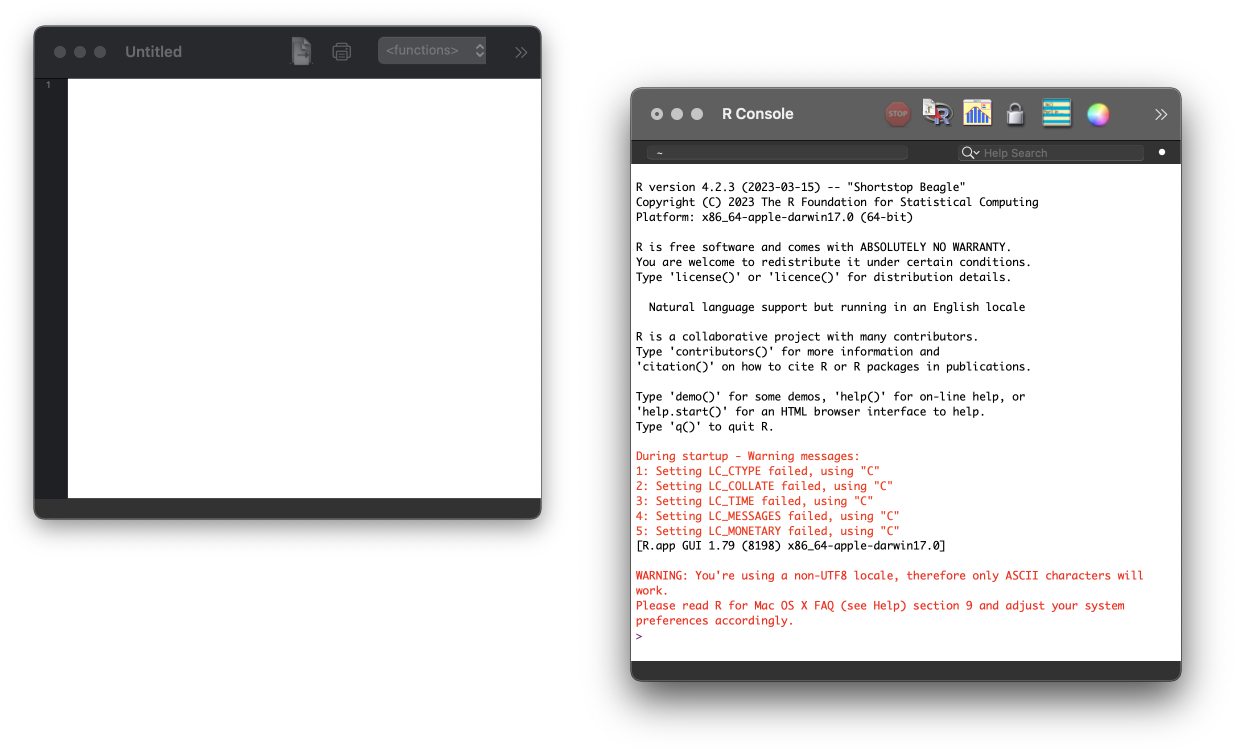 Untitled
<functions>
1
R Console
STOP
~
Help Search
R version 4.2.3 (2023-03-15) -- "Shortstop Beagle"
Copyright (C) 2023 The R Foundation for Statistical Computing
Platform: x86_64-apple-darwin17.0 (64-bit)
R is free software and comes with ABSOLUTELY NO WARRANTY.
You are welcome to redistribute it under certain conditions.
Type 'license()' or 'licence()' for distribution details.
Natural language support but running in an English locale
R is a collaborative project with many contributors.
Type 'contributors()' for more information and
'citation()' on how to cite R or R packages in publications.
Type 'demo()' for some demos, 'help()' for on-line help, or
'help.start()' for an HTML browser interface to help.
Type 'q()' to quit R.
During startup - Warning messages:
1: Setting LC_CTYPE failed, using "C"
2: Setting LC_COLLATE failed, using "C"
3: Setting LC_TIME failed, using "C"
4: Setting LC_MESSAGES failed, using "C"
5: Setting LC_MONETARY failed, using "C"
[R.app GUI 1.79 (8198) x86_64-apple-darwin17.0]
WARNING: You're using a non-UTF8 locale, therefore only ASCII characters will
work.
Please read R for Mac OS X FAQ (see Help) section 9 and adjust your system
preferences accordingly.
>